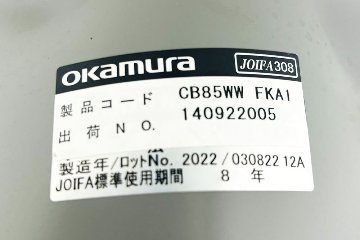 okamura
JOIFA308
製品コード CB85WW FKA1
出荷NO. 140922005
法
製造年/ロットNo. 2022/030822 12A
JOIFA標準使用期間 8 年